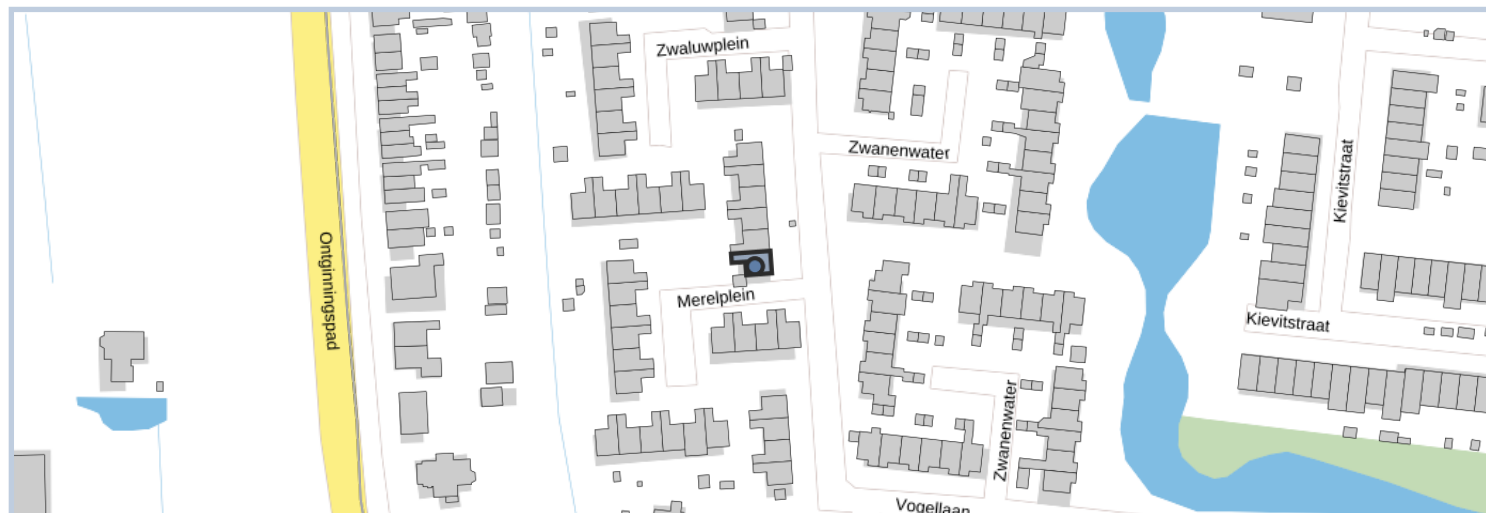 Zwaluwplein
Zwanenwater
Kievitstraat
Ontginningspad
Merelplein
Kievitstraat
Zwanenwater
Vogellaan